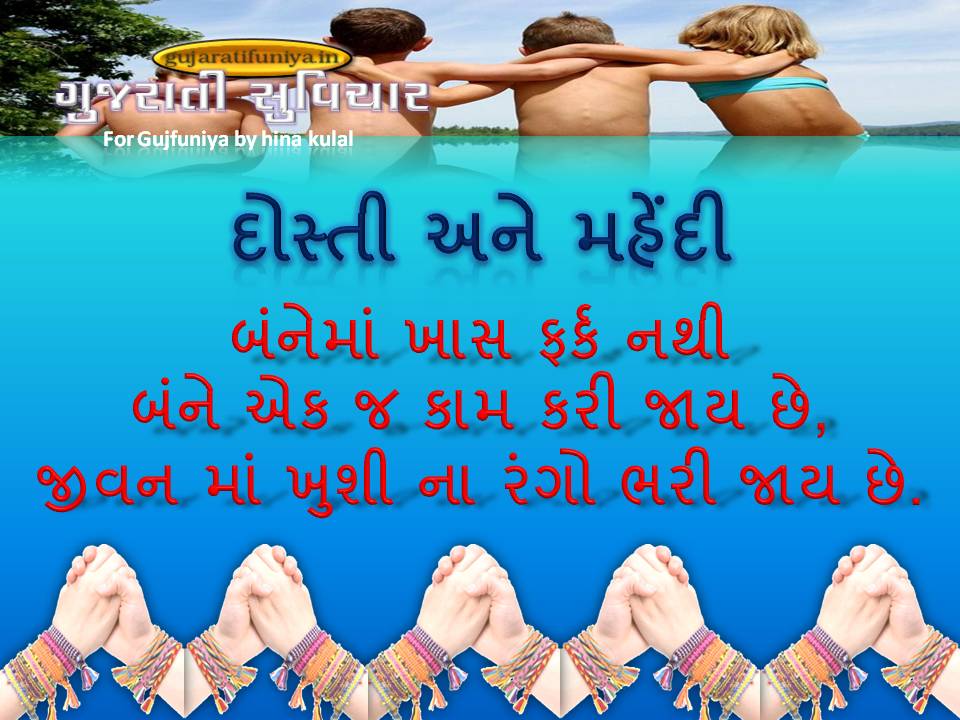 gujaratifuniya.in
ગુજરાતી સુવિચાર
For Gujfuniya by hina kulal
દોસ્તી અને મહેંદી
બંનેમાં ખાસ ફર્ક નથી
બંને એક જ કામ કરી જાય છે,
જીવન માં ખુશી ના રંગો ભરી જાય છે.